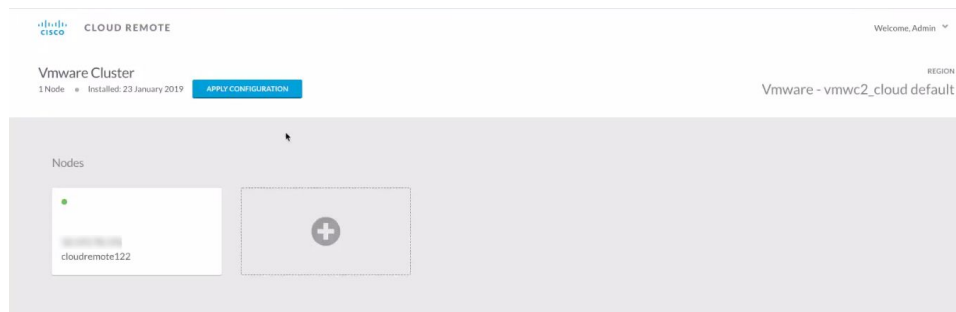 CISCO CLOUD REMOTE Welcome, Admin
Vmware Cluster REGION
1 Node Installed: 23 January 2019 APPLY CONFIGURATION Vmware - vmwc2_cloud default
Nodes
cloudremote122